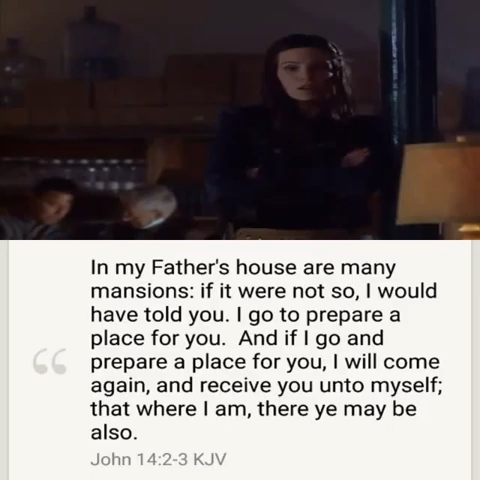 In my Father's house are many
mansions: if it were not so, I would
have told you. I go to prepare a
place for you.  And if I go and
prepare a place for you, I will come
again, and receive you unto myself;
that where I am, there ye may be
also.
John 14:2-3 KJV